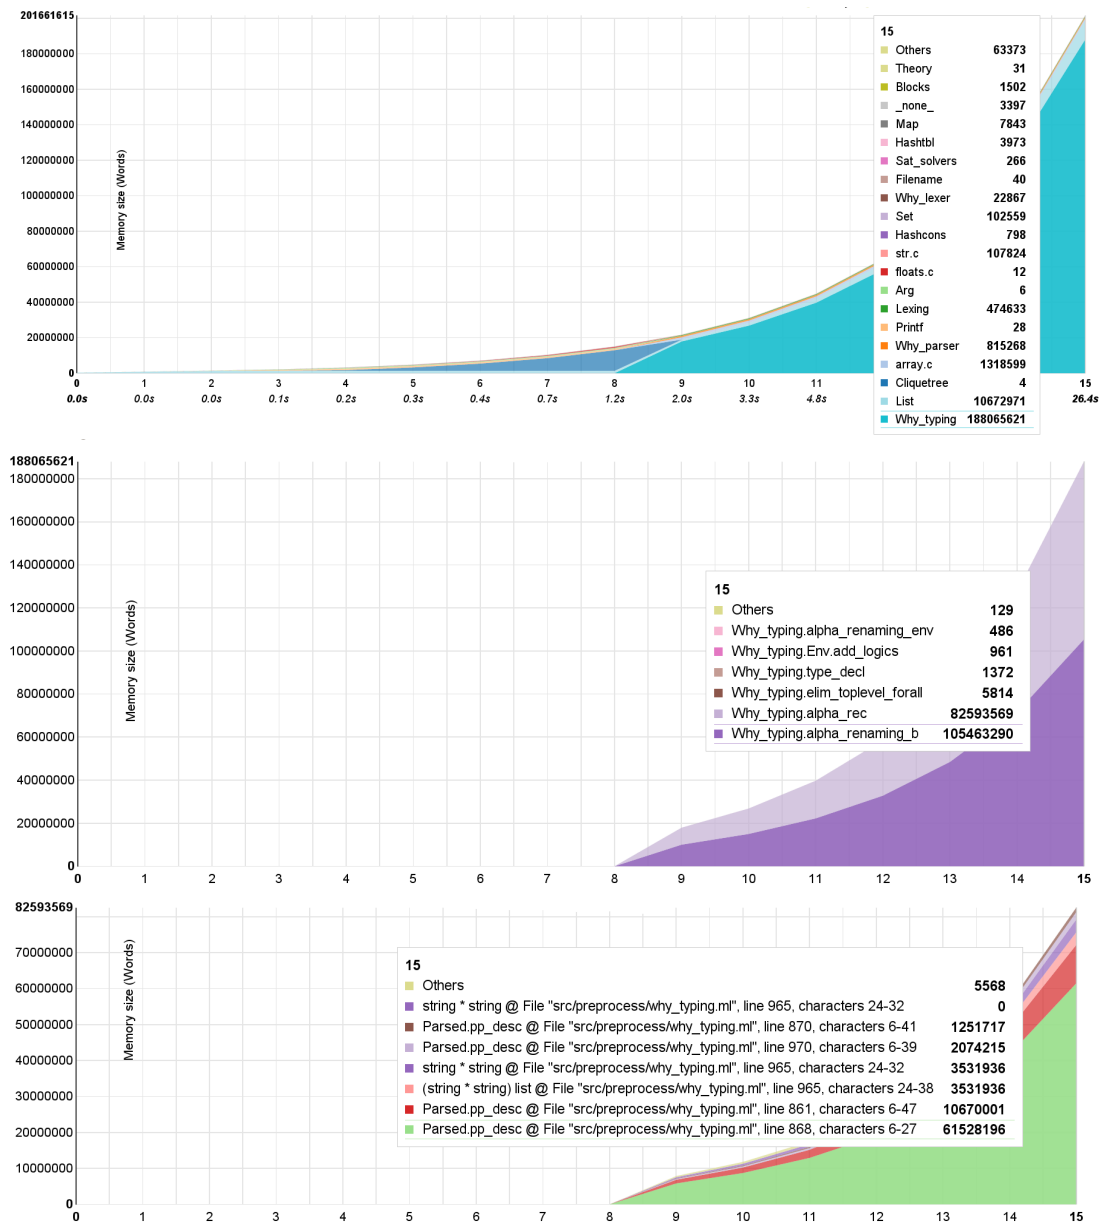 201661615
180000000
160000000
140000000
120000000
100000000
80000000
60000000
40000000
20000000
0
Memory size (Words)
0 1 2 3 4 5 6 7 8 9 10 11 15
0.0s 0.0s 0.0s 0.1s 0.2s 0.3s 0.4s 0.7s 1.2s 2.0s 3.3s 4.8s 26.4s
15
Others 63373
Theory 31
Blocks 1502
_none_ 3397
Map 7843
Hashtbl 3973
Sat_solvers 266
Filename 40
Why_lexer 22867
Set 102559
Hashcons 798
str.c 107824
floats.c 12
Arg 6
Lexing 474633
Printf 28
Why_parser 815268
array.c 1318599
Cliquetree 4
List 10672971
Why_typing 188065621
188065621
180000000
160000000
140000000
120000000
100000000
80000000
60000000
40000000
20000000
0
Memory size (Words)
0 1 2 3 4 5 6 7 8 9 10 11 12 13 14 15
15
Others 129
Why_typing.alpha_renaming_env 486
Why_typing.Env.add_logics 961
Why_typing.type_decl 1372
Why_typing.elim_toplevel_forall 5814
Why_typing.alpha_rec 82593569
Why_typing.alpha_renaming_b 105463290
82593569
70000000
60000000
50000000
40000000
30000000
20000000
10000000
0
Memory size (Words)
0 1 2 3 4 5 6 7 8 9 10 11 12 13 14 15
15
Others 5568
string * string @ File "src/preprocess/why_typing.ml", line 965, characters 24-32 0
Parsed.pp_desc @ File "src/preprocess/why_typing.ml", line 870, characters 6-41 1251717
Parsed.pp_desc @ File "src/preprocess/why_typing.ml", line 970, characters 6-39 2074215
string * string @ File "src/preprocess/why_typing.ml", line 965, characters 24-32 3531936
(string * string) list @ File "src/preprocess/why_typing.ml", line 965, characters 24-38 3531936
Parsed.pp_desc @ File "src/preprocess/why_typing.ml", line 861, characters 6-47 10670001
Parsed.pp_desc @ File "src/preprocess/why_typing.ml", line 868, characters 6-27 61528196